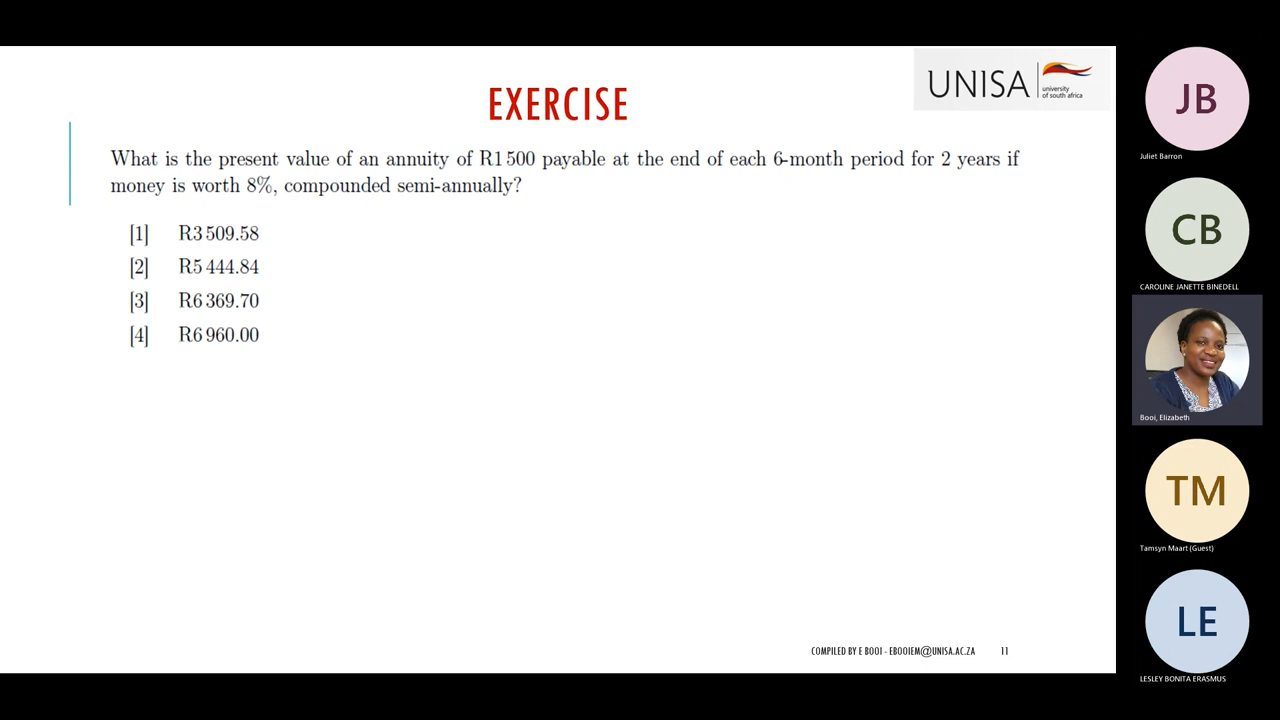 UNISA
university
of south africa
EXERCISE
What is the present value of an annuity of R1 500 payable at the end of each 6-month period for 2 years if
money is worth 8%, compounded semi-annually?
[1] R3 509.58
[2] R5 444.84
[3] R6 369.70
[4] R6 960.00
COMPILED BY E BOOI - EBOOIEM@UNISA.AC.ZA 11
JB
Juliet Barron
CB
CAROLINE JANETTE BINEDELL
Booi, Elizabeth
TM
Tamsyn Maart (Guest)
LE
LESLEY BONITA ERASMUS